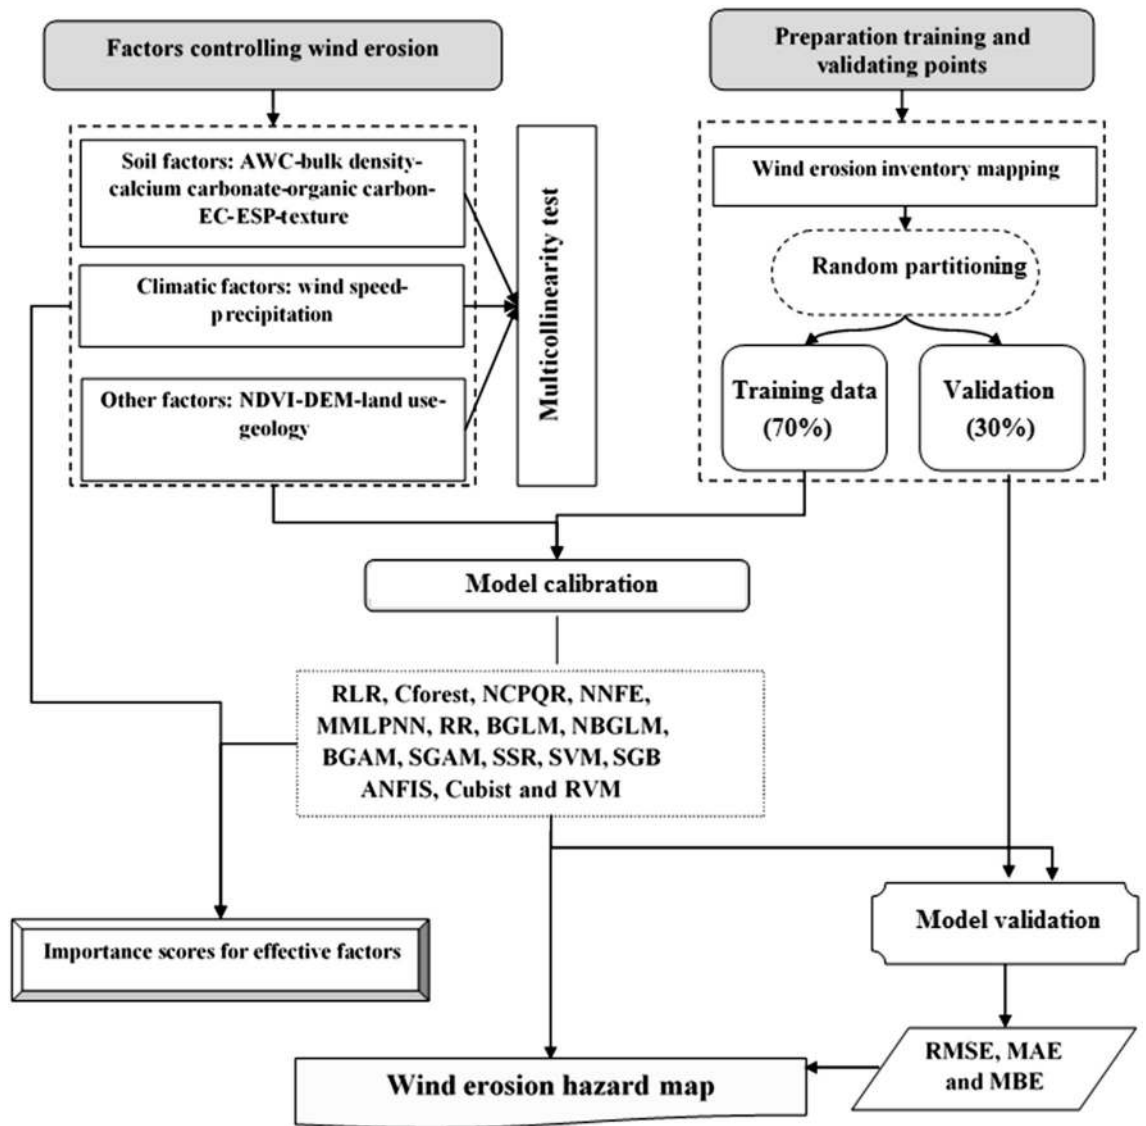 Factors controlling wind erosion
Preparation training and
validating points
Soil factors: AWC-bulk density-
calcium carbonate-organic carbon-
EC-ESP-texture
Climatic factors: wind speed-
precipitation
Other factors: NDVI-DEM-land use-
geology
Multicollinearity test
Wind erosion inventory mapping
Random partitioning
Training data
(70%)
Validation
(30%)
Model calibration
RLR, Cforest, NCPQR, NNFE,
MMLPNN, RR, BGLM, NBGLM,
BGAM, SGAM, SSR, SVM, SGB
ANFIS, Cubist and RVM
Importance scores for effective factors
Model validation
RMSE, MAE
and MBE
Wind erosion hazard map